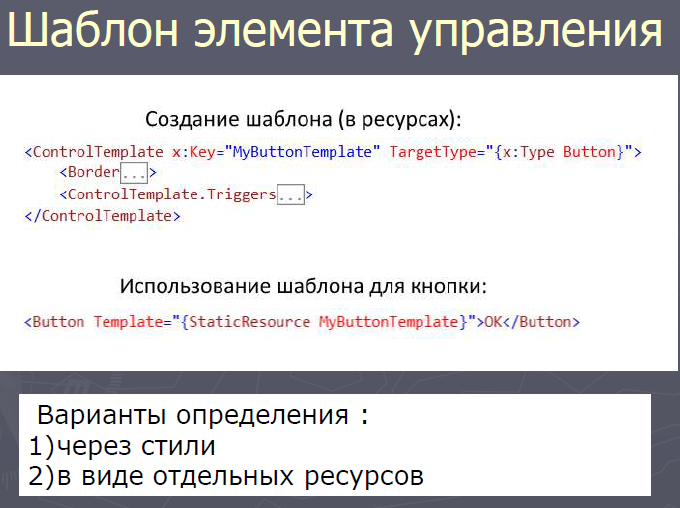 Шаблон элемента управления
Создание шаблона (в ресурсах):
<ControlTemplate x:Key="MyButtonTemplate" TargetType="{x:Type Button}">
<Border...>
<ControlTemplate.Triggers...>
</ControlTemplate>
Использование шаблона для кнопки:
<Button Template="{StaticResource MyButtonTemplate}">OK</Button>
Варианты определения :
1)через стили
2)в виде отдельных ресурсов